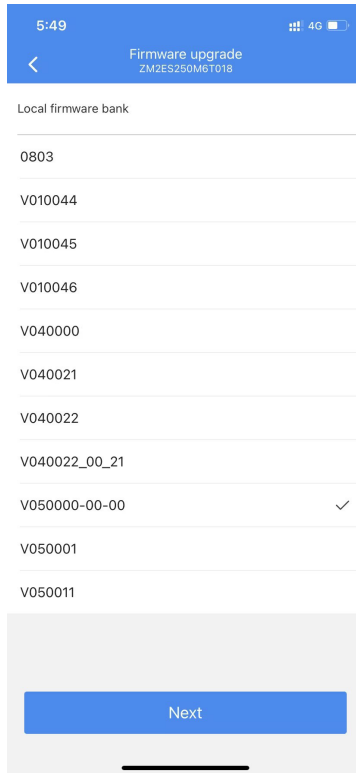 5:49
4G
Firmware upgrade
ZM2ES250M6T018
Local firmware bank
0803
V010044
V010045
V010046
V040000
V040021
V040022
V040022_00_21
V050000-00-00
V050001
V050011
Next